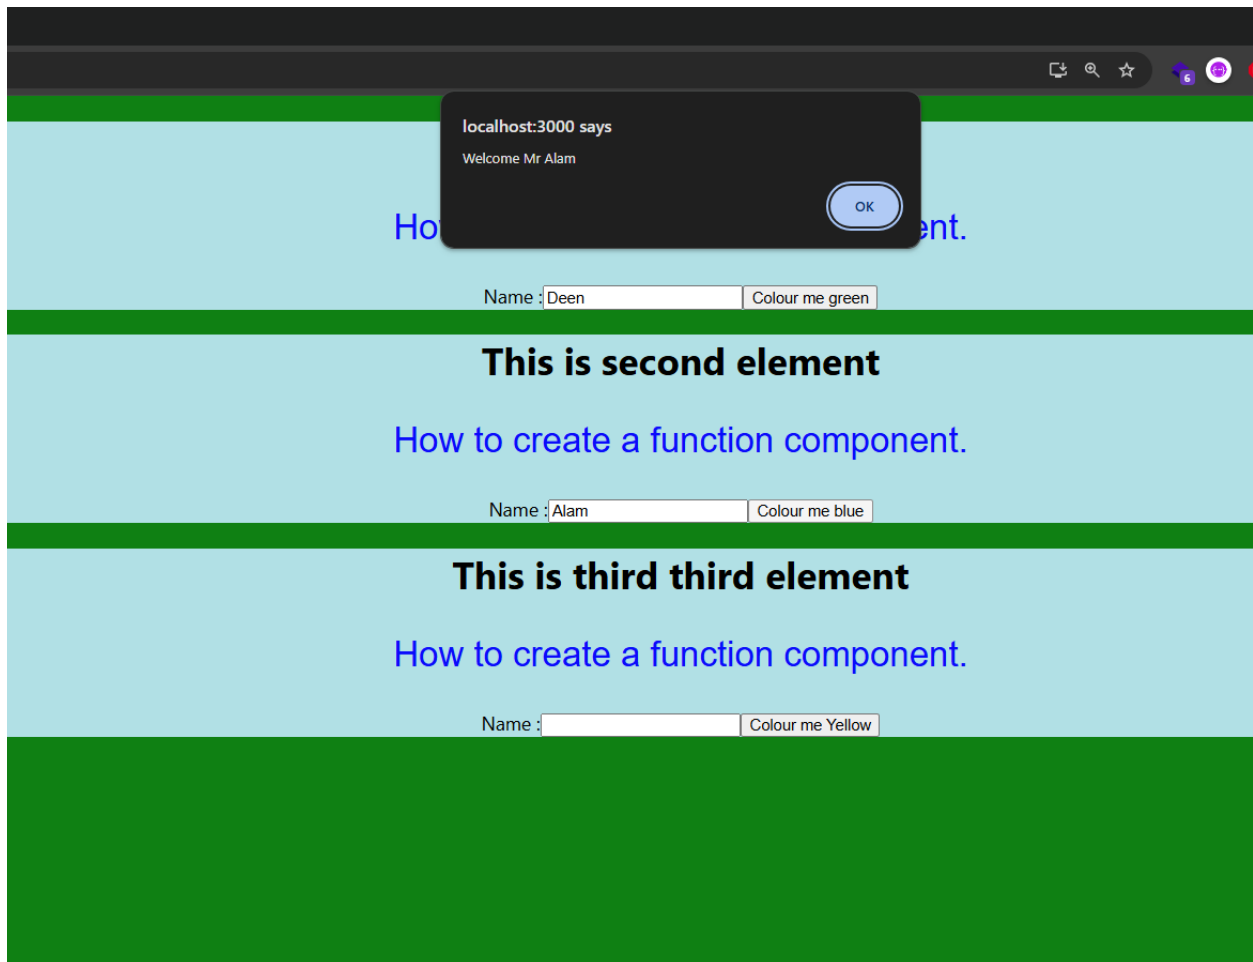 6
localhost:3000 says
Welcome Mr Alam
OK
Ho ent.
Name : Deen Colour me green
This is second element
How to create a function component.
Name : Alam Colour me blue
This is third third element
How to create a function component.
Name : Colour me Yellow